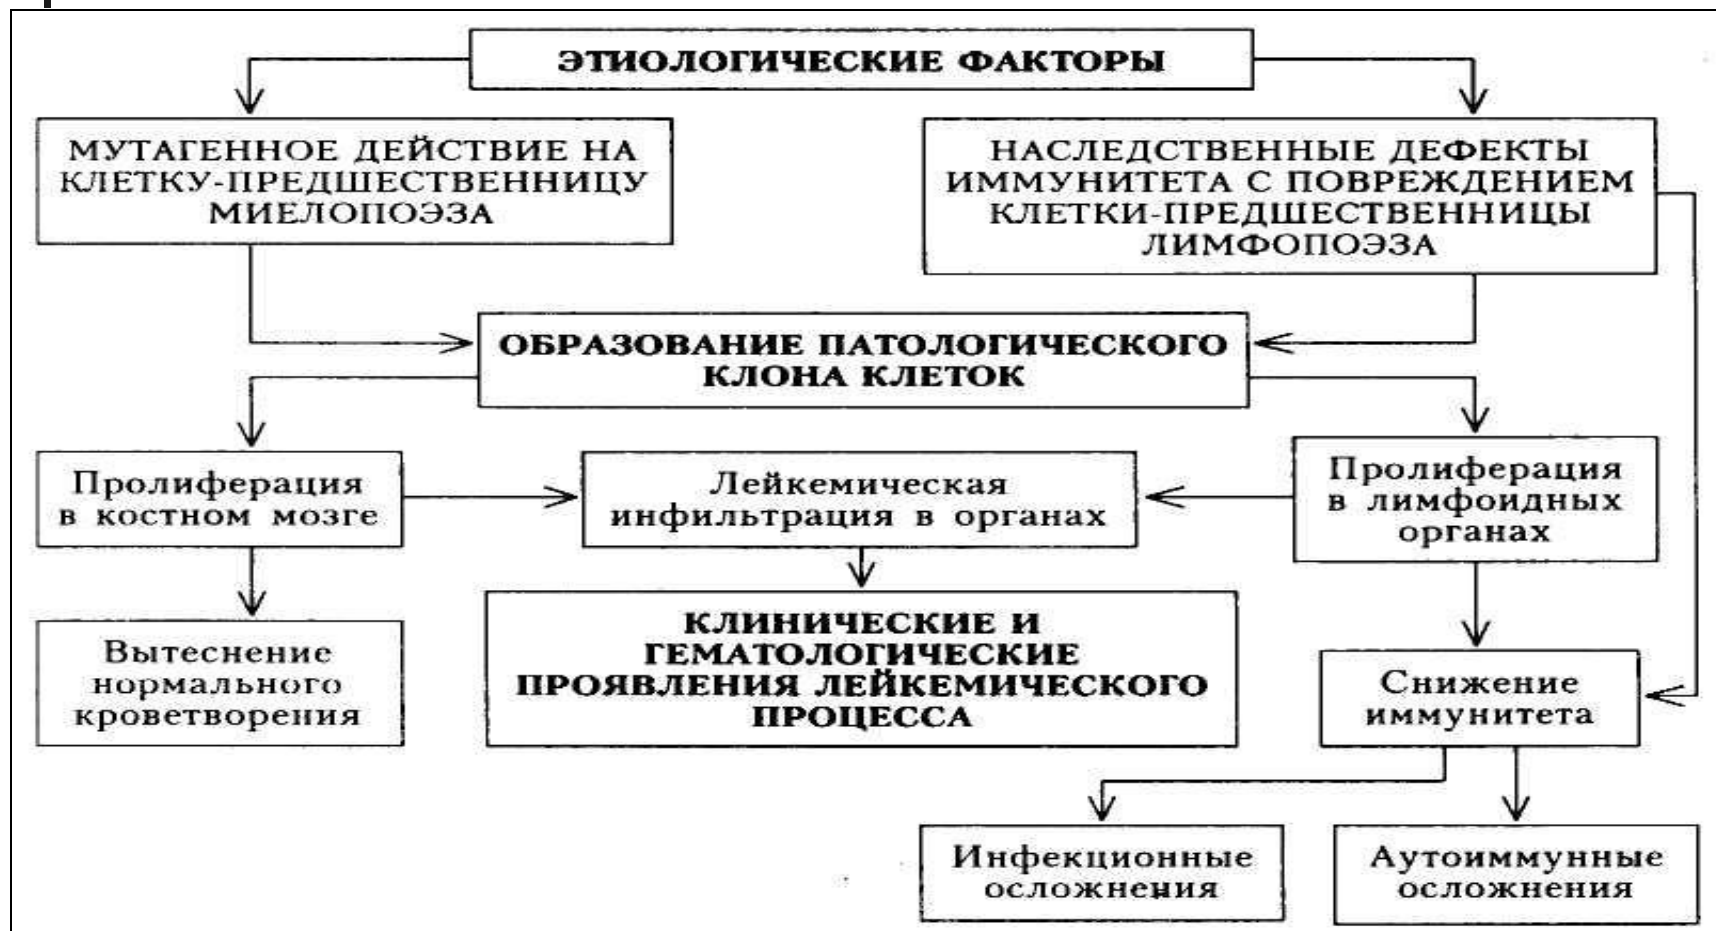 ЭТИОЛОГИЧЕСКИЕ ФАКТОРЫ
МУТАГЕННОЕ ДЕЙСТВИЕ НА
КЛЕТКУ-ПРЕДШЕСТВЕННИЦУ
МИЕЛОПОЭЗА
НАСЛЕДСТВЕННЫЕ ДЕФЕКТЫ
ИММУНИТЕТА С ПОВРЕЖДЕНИЕМ
КЛЕТКИ-ПРЕДШЕСТВЕННИЦЫ
ЛИМФОПОЭЗА
ОБРАЗОВАНИЕ ПАТОЛОГИЧЕСКОГО
КЛОНА КЛЕТОК
Пролиферация
в костном мозге
Лейкемическая
инфильтрация в органах
Пролиферация
в лимфоидных
органах
Вытеснение
нормального
кроветворения
КЛИНИЧЕСКИЕ И
ГЕМАТОЛОГИЧЕСКИЕ
ПРОЯВЛЕНИЯ ЛЕЙКЕМИЧЕСКОГО
ПРОЦЕССА
Снижение
иммунитета
Инфекционные
осложнения
Аутоиммунные
осложнения